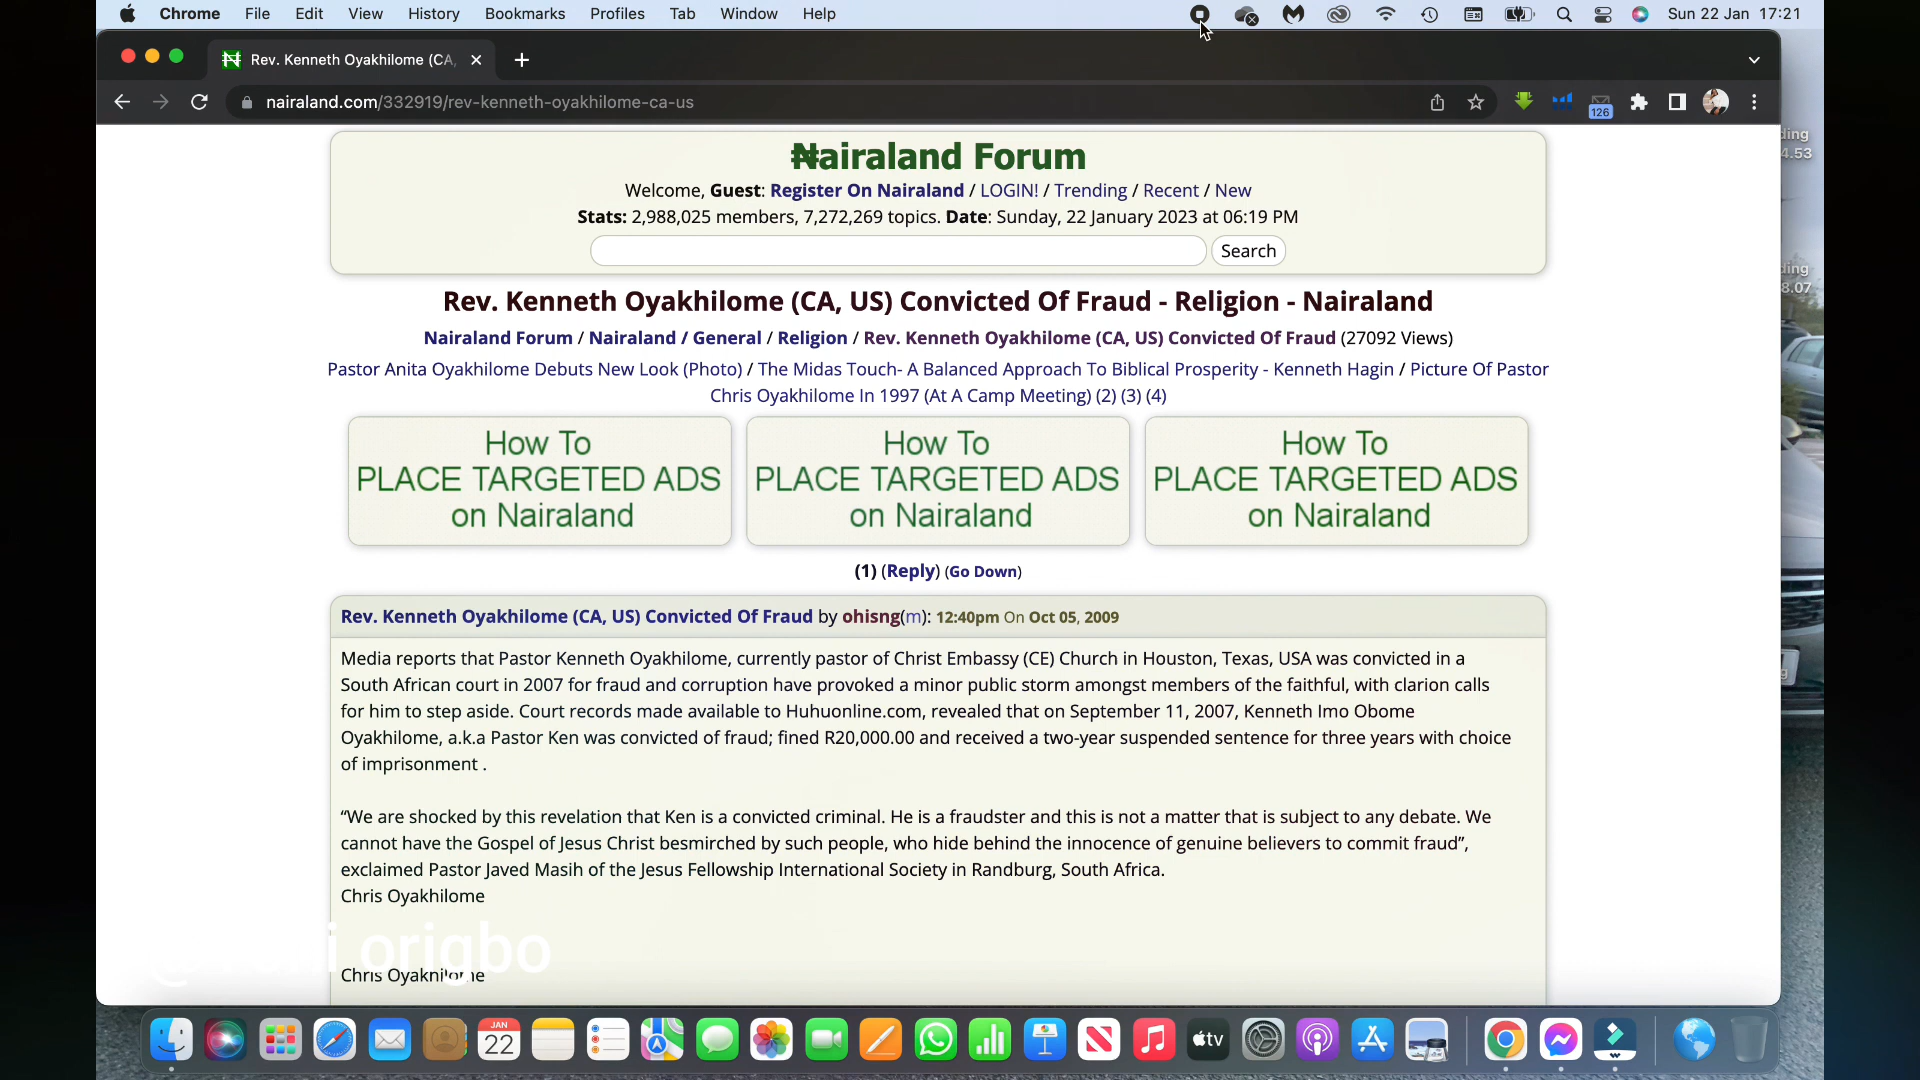 Chrome File Edit View History Bookmarks Profiles Tab Window Help Sun 22 Jan 17:21
Rev. Kenneth Oyakhilome (CA,
nairaland.com/332919/rev-kenneth-oyakhilome-ca-us
126
₦airaland Forum
Welcome, Guest: Register On Nairaland / LOGIN! / Trending / Recent / New
Stats: 2,988,025 members, 7,272,269 topics. Date: Sunday, 22 January 2023 at 06:19 PM
Search
Rev. Kenneth Oyakhilome (CA, US) Convicted Of Fraud - Religion - Nairaland
Nairaland Forum / Nairaland / General / Religion / Rev. Kenneth Oyakhilome (CA, US) Convicted Of Fraud (27092 Views)
Pastor Anita Oyakhilome Debuts New Look (Photo) / The Midas Touch- A Balanced Approach To Biblical Prosperity - Kenneth Hagin / Picture Of Pastor
Chris Oyakhilome In 1997 (At A Camp Meeting) (2) (3) (4)
How To
PLACE TARGETED ADS
on Nairaland
How To
PLACE TARGETED ADS
on Nairaland
How To
PLACE TARGETED ADS
on Nairaland
(1) (Reply) (Go Down)
Rev. Kenneth Oyakhilome (CA, US) Convicted Of Fraud by ohisng(m): 12:40pm On Oct 05, 2009
Media reports that Pastor Kenneth Oyakhilome, currently pastor of Christ Embassy (CE) Church in Houston, Texas, USA was convicted in a
South African court in 2007 for fraud and corruption have provoked a minor public storm amongst members of the faithful, with clarion calls
for him to step aside. Court records made available to Huhuonline.com, revealed that on September 11, 2007, Kenneth Imo Obome
Oyakhilome, a.k.a Pastor Ken was convicted of fraud; fined R20,000.00 and received a two-year suspended sentence for three years with choice
of imprisonment .
“We are shocked by this revelation that Ken is a convicted criminal. He is a fraudster and this is not a matter that is subject to any debate. We
cannot have the Gospel of Jesus Christ besmirched by such people, who hide behind the innocence of genuine believers to commit fraud”,
exclaimed Pastor Javed Masih of the Jesus Fellowship International Society in Randburg, South Africa.
Chris Oyakhilome
origbo
Chris Oyakhilome
JAN
22
tv